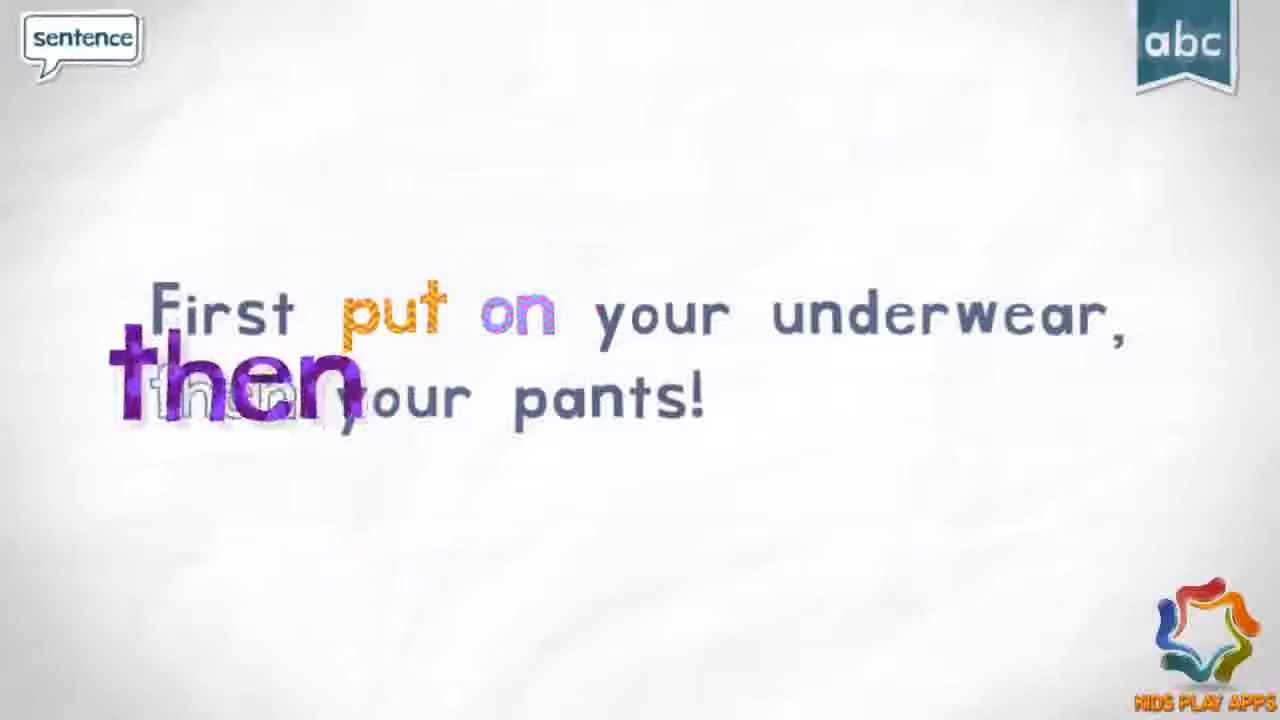 sentence
abc
First put on your underwear,
then your pants!
KIDS PLAY APPS